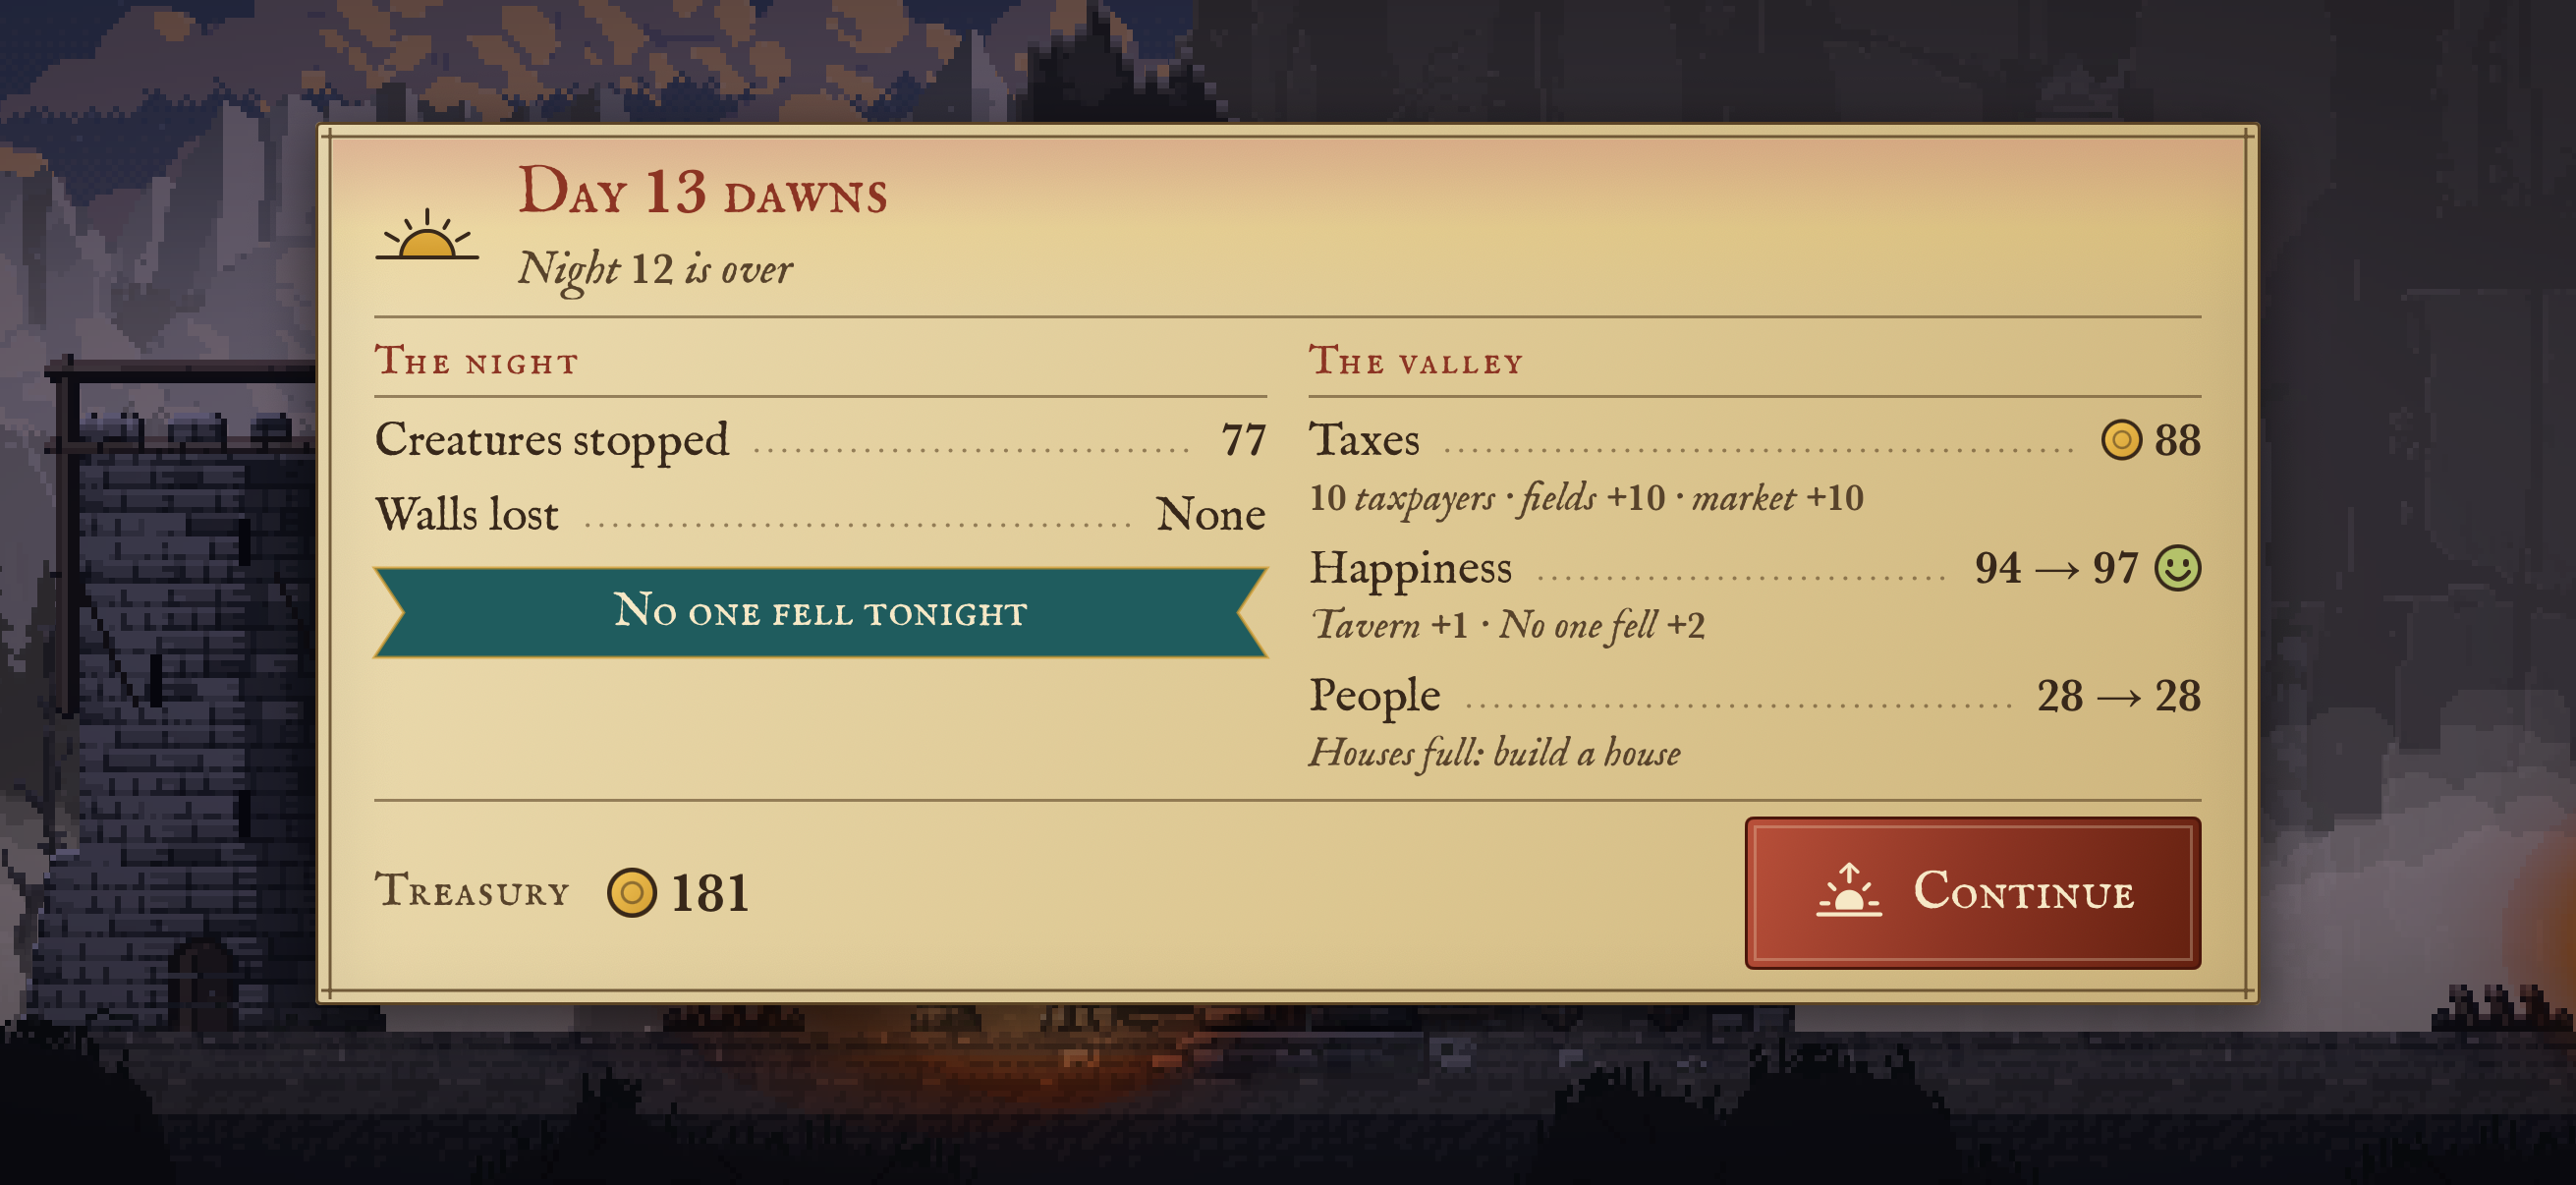 Day 13 dawns
Night 12 is over
The night
Creatures stopped 77
Walls lost None
No one fell tonight
The valley
Taxes 88
10 taxpayers · fields +10 · market +10
Happiness 94 → 97
Tavern +1 · No one fell +2
People 28 → 28
Houses full: build a house
Treasury 181
Continue